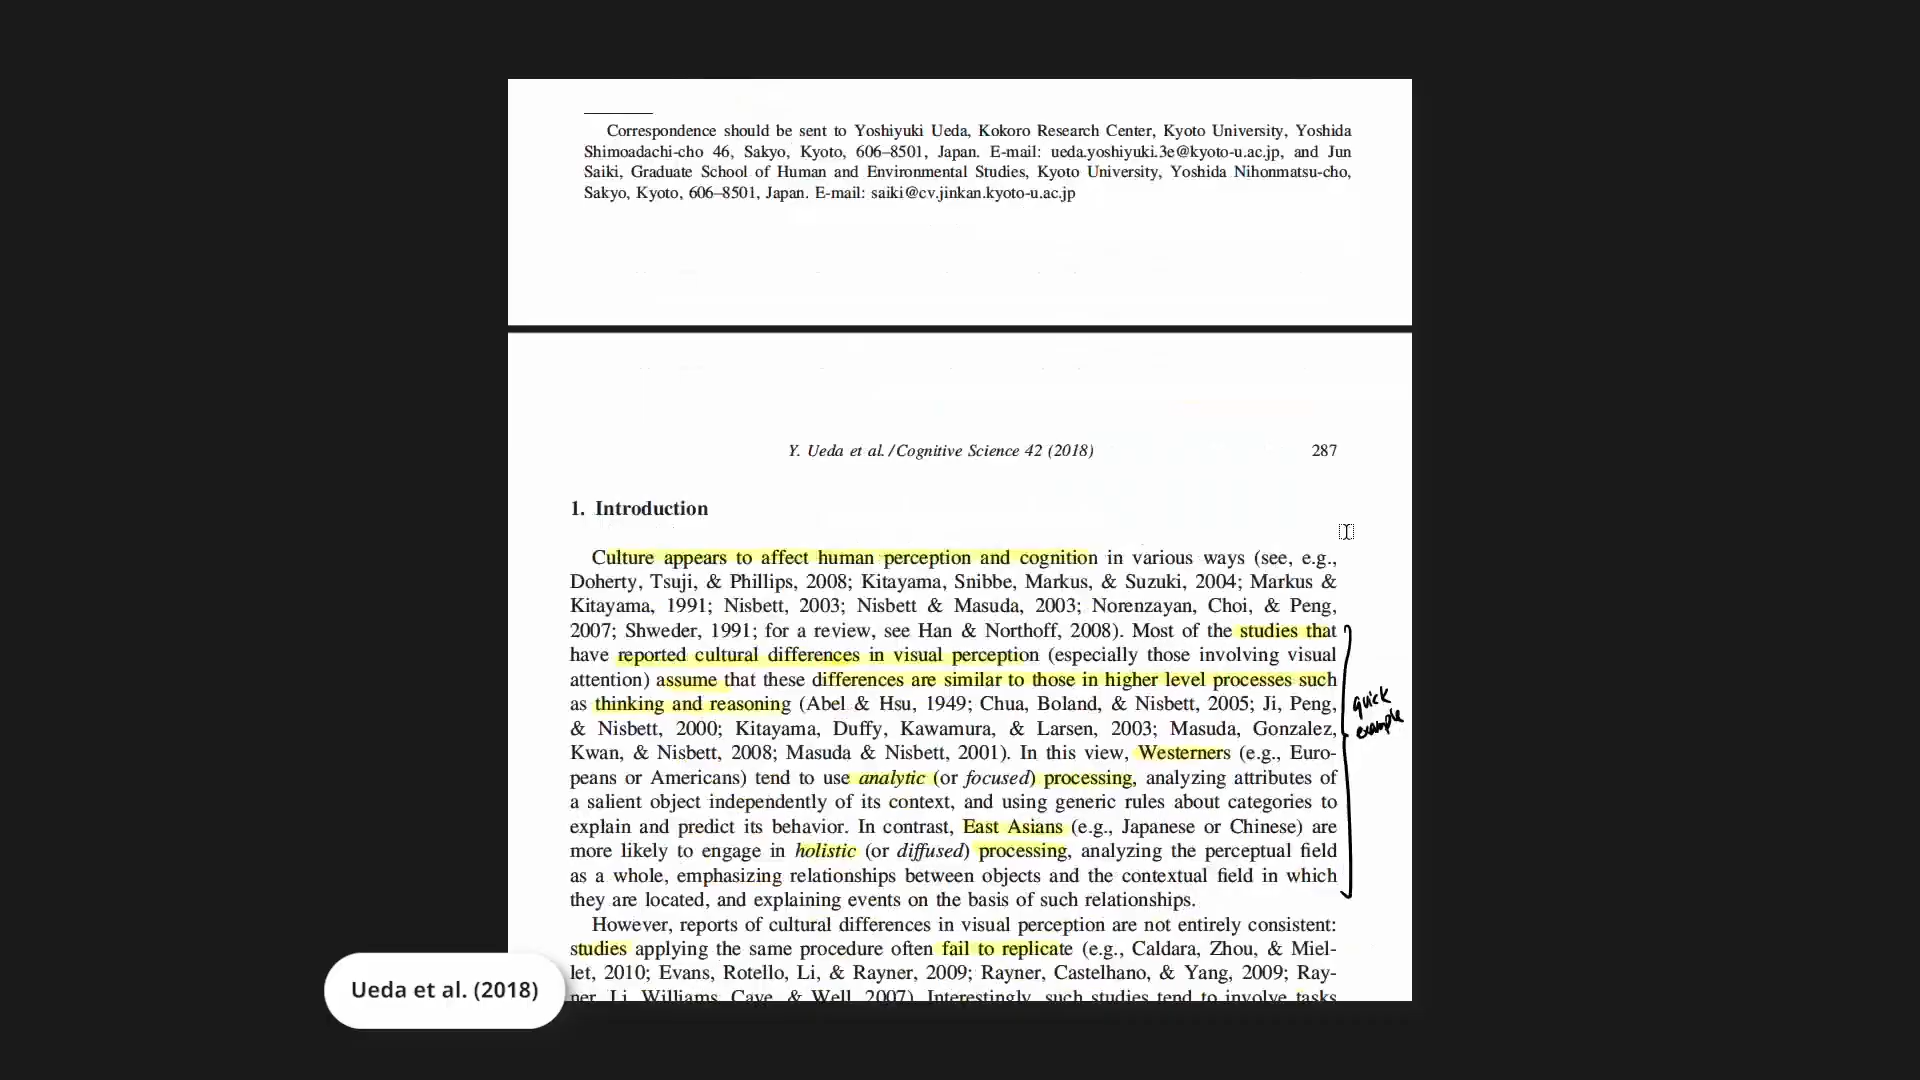 Correspondence should be sent to Yoshiyuki Ueda, Kokoro Research Center, Kyoto University, Yoshida
Shimoadachi-cho 46, Sakyo, Kyoto, 606–8501, Japan. E-mail: ueda.yoshiyuki.3e@kyoto-u.ac.jp, and Jun
Saiki, Graduate School of Human and Environmental Studies, Kyoto University, Yoshida Nihonmatsu-cho,
Sakyo, Kyoto, 606–8501, Japan. E-mail: saiki@cv.jinkan.kyoto-u.ac.jp
Y. Ueda et al. / Cognitive Science 42 (2018)
287
1. Introduction
Culture appears to affect human perception and cognition in various ways (see, e.g.,
Doherty, Tsuji, & Phillips, 2008; Kitayama, Snibbe, Markus, & Suzuki, 2004; Markus &
Kitayama, 1991; Nisbett, 2003; Nisbett & Masuda, 2003; Norenzayan, Choi, & Peng,
2007; Shweder, 1991; for a review, see Han & Northoff, 2008). Most of the studies that
have reported cultural differences in visual perception (especially those involving visual
attention) assume that these differences are similar to those in higher level processes such
as thinking and reasoning (Abel & Hsu, 1949; Chua, Boland, & Nisbett, 2005; Ji, Peng,
& Nisbett, 2000; Kitayama, Duffy, Kawamura, & Larsen, 2003; Masuda, Gonzalez,
Kwan, & Nisbett, 2008; Masuda & Nisbett, 2001). In this view, Westerners (e.g., Euro-
peans or Americans) tend to use analytic (or focused) processing, analyzing attributes of
a salient object independently of its context, and using generic rules about categories to
explain and predict its behavior. In contrast, East Asians (e.g., Japanese or Chinese) are
more likely to engage in holistic (or diffused) processing, analyzing the perceptual field
as a whole, emphasizing relationships between objects and the contextual field in which
they are located, and explaining events on the basis of such relationships.
quick
example
However, reports of cultural differences in visual perception are not entirely consistent:
studies applying the same procedure often fail to replicate (e.g., Caldara, Zhou, & Miel-
let, 2010; Evans, Rotello, Li, & Rayner, 2009; Rayner, Castelhano, & Yang, 2009; Ray-
ner, Li, Williams, Cave, & Well, 2007). Interestingly, such studies tend to involve tasks
Ueda et al. (2018)